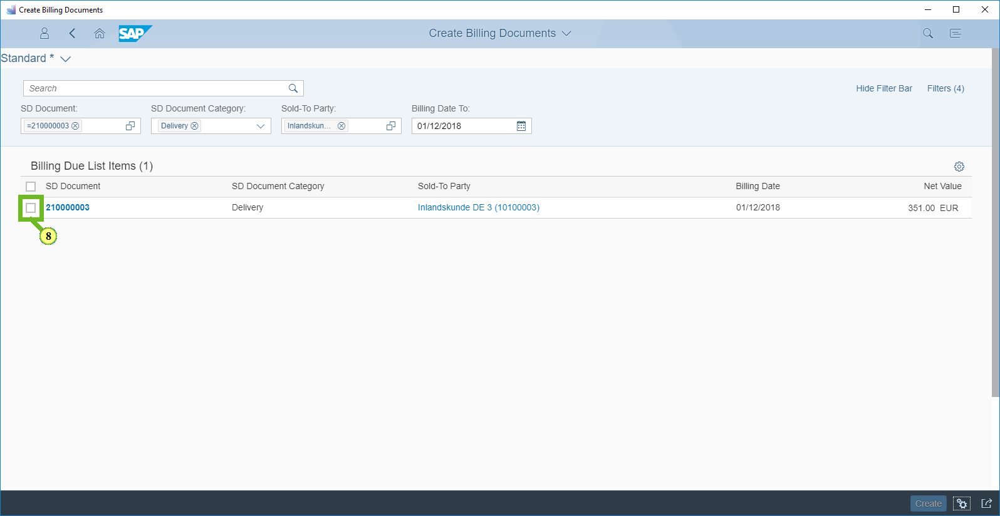 Create Billing Documents
SAP
Create Billing Documents
Standard *
Search
Hide Filter Bar
Filters (4)
SD Document:
SD Document Category:
Sold-To Party:
Billing Date To:
=210000003
Delivery
Inlandskun...
01/12/2018
Billing Due List Items (1)
SD Document
SD Document Category
Sold-To Party
Billing Date
Net Value
210000003
Delivery
Inlandskunde DE 3 (10100003)
01/12/2018
351.00 EUR
8
Create